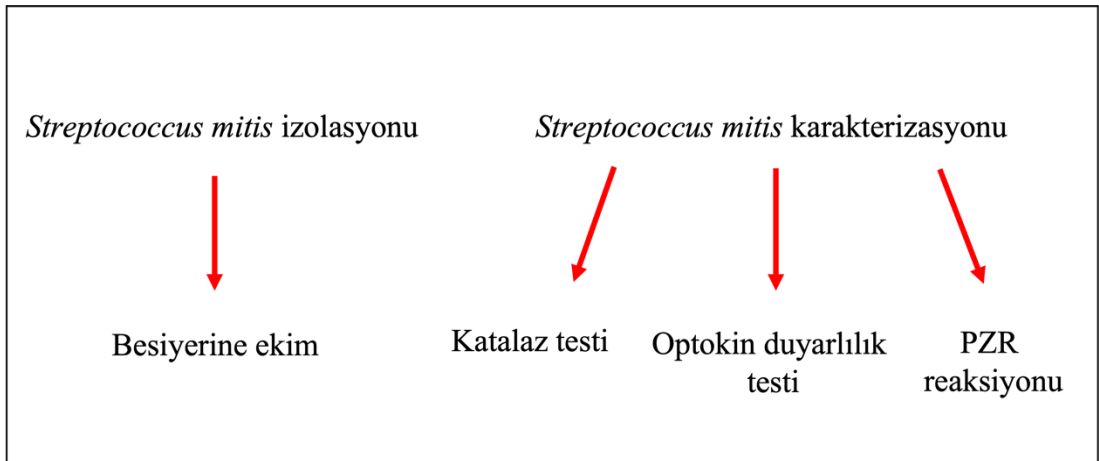 Streptococcus mitis izolasyonu
Streptococcus mitis karakterizasyonu
Besiyerine ekim
Katalaz testi
Optokin duyarlılık
testi
PZR
reaksiyonu